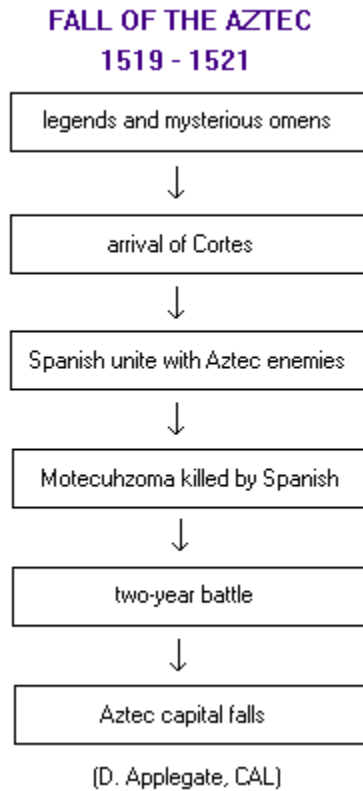 FALL OF THE AZTEC
1519 - 1521
legends and mysterious omens
arrival of Cortes
Spanish unite with Aztec enemies
Motecuhzoma killed by Spanish
two-year battle
Aztec capital falls
(D. Applegate, CAL)